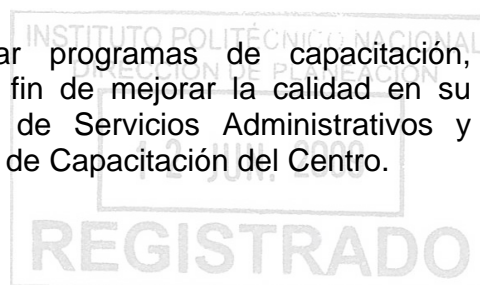 INSTITUTO POLITÉCNICO NACIONAL
ar programas de capacitación,
DIRECCIÓN DE PLANEACIÓN
fin de mejorar la calidad en su
de Servicios Administrativos y
de Capacitación del Centro.
JUN.
REGISTRADO